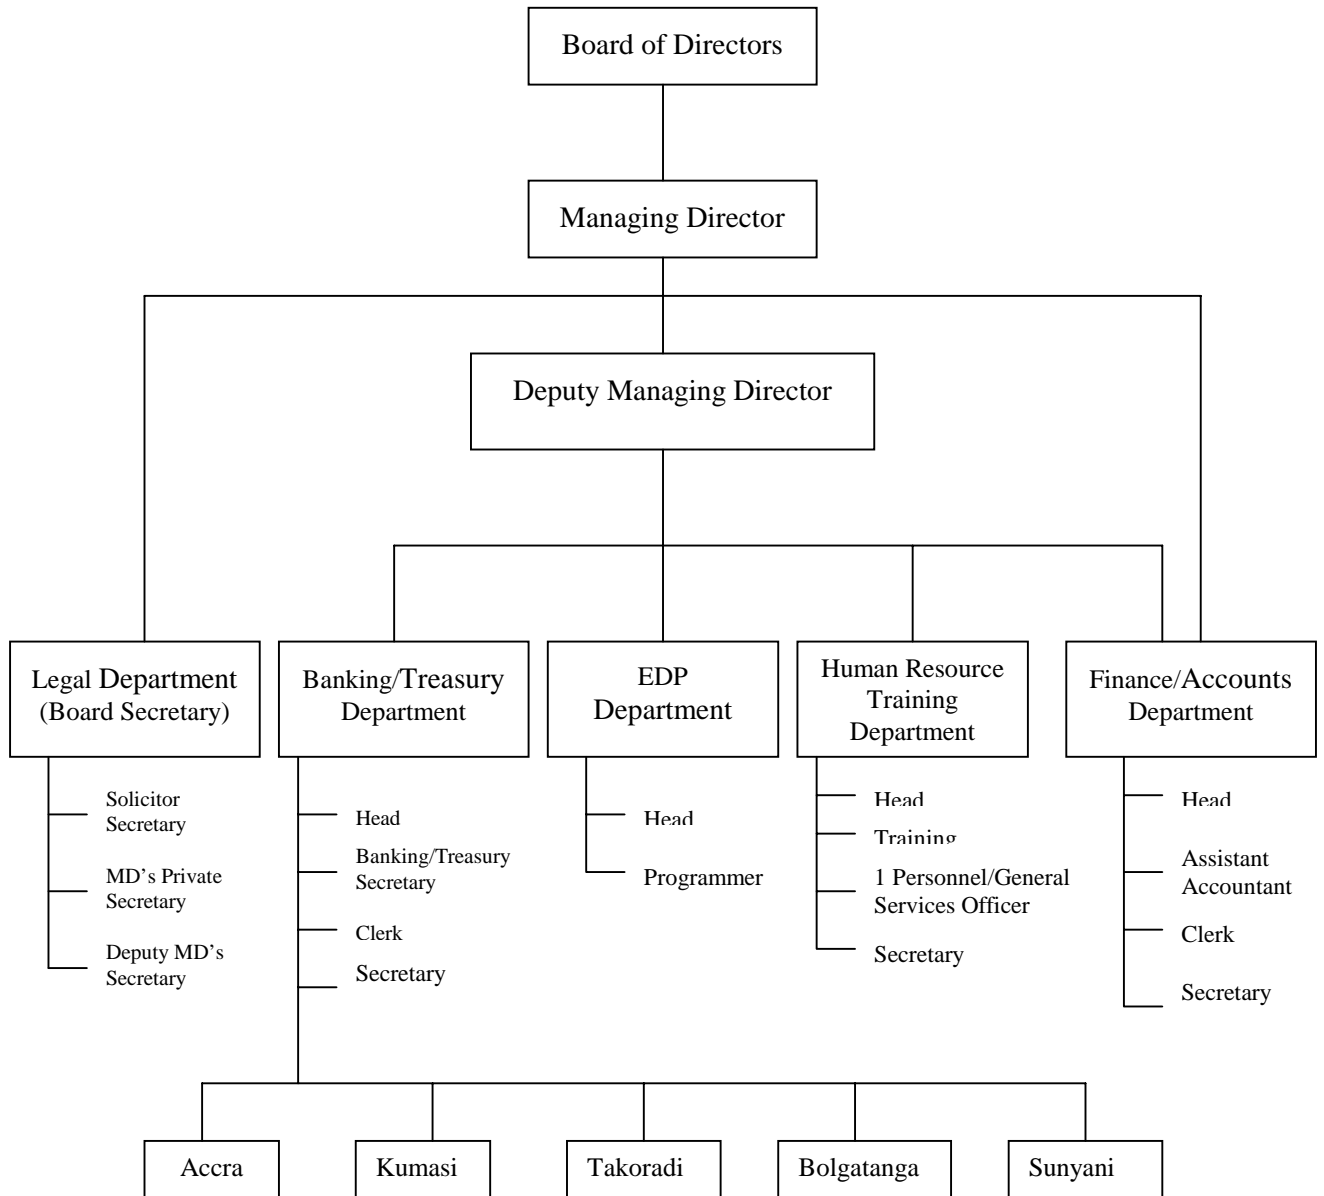 Board of Directors
Managing Director
Deputy Managing Director
Legal Department
(Board Secretary)
Banking/Treasury
Department
EDP
Department
Human Resource
Training
Department
Finance/Accounts
Department
Solicitor
Secretary
MD’s Private
Secretary
Deputy MD’s
Secretary
Head
Banking/Treasury
Secretary
Clerk
Secretary
Head
Programmer
Head
Training
1 Personnel/General
Services Officer
Secretary
Head
Assistant
Accountant
Clerk
Secretary
Accra
Kumasi
Takoradi
Bolgatanga
Sunyani